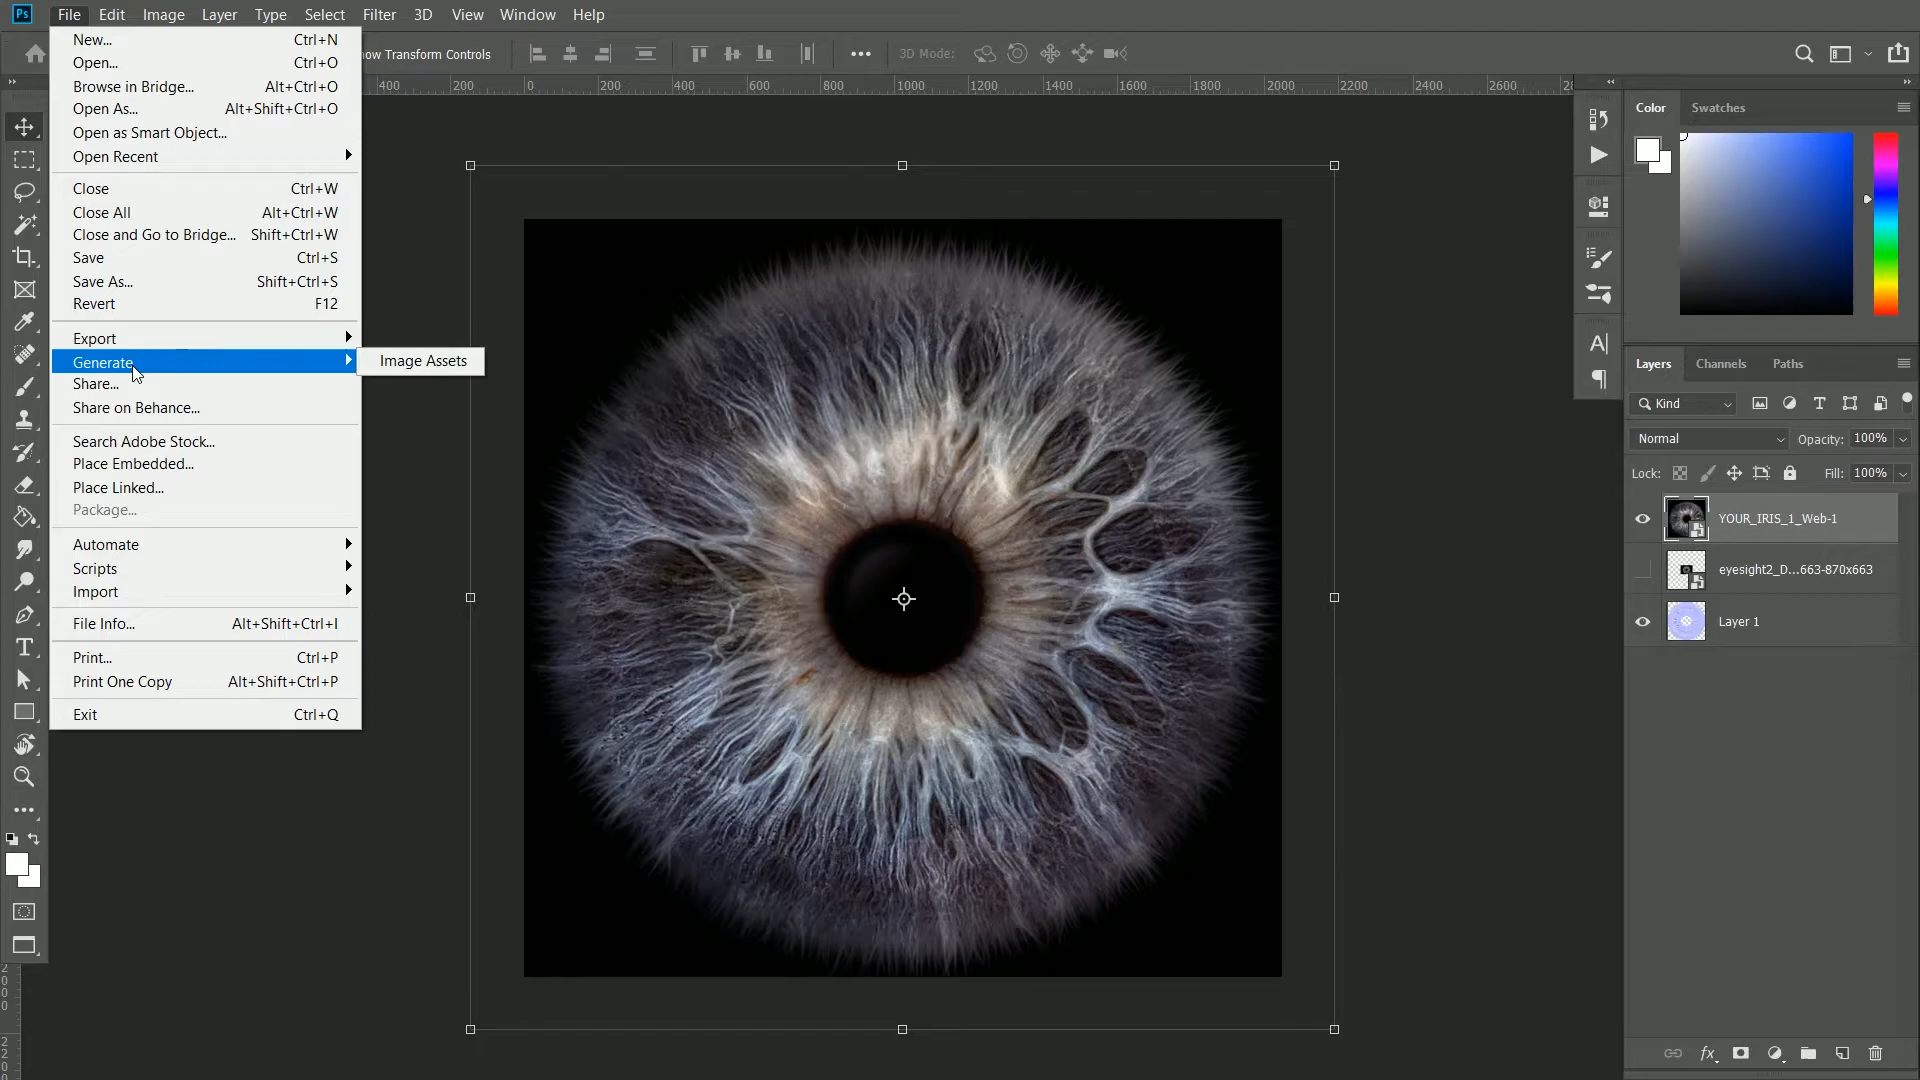 Ps File Edit Image Layer Type Select Filter 3D View Window Help
ow Transform Controls
3D Mode:
New... Ctrl+N
Open... Ctrl+O
Browse in Bridge... Alt+Ctrl+O
Open As... Alt+Shift+Ctrl+O
Open as Smart Object...
Open Recent
Close Ctrl+W
Close All Alt+Ctrl+W
Close and Go to Bridge... Shift+Ctrl+W
Save Ctrl+S
Save As... Shift+Ctrl+S
Revert F12
Export
Generate
Image Assets
Share...
Share on Behance...
Search Adobe Stock...
Place Embedded...
Place Linked...
Package...
Automate
Scripts
Import
File Info... Alt+Shift+Ctrl+I
Print... Ctrl+P
Print One Copy Alt+Shift+Ctrl+P
Exit Ctrl+Q
400 200 0 200 400 600 800 1000 1200 1400 1600 1800 2000 2200 2400 2600
Color Swatches
Layers Channels Paths
Kind
Normal Opacity: 100%
Lock: Fill: 100%
YOUR_IRIS_1_Web-1
eyesight2_D...663-870x663
Layer 1